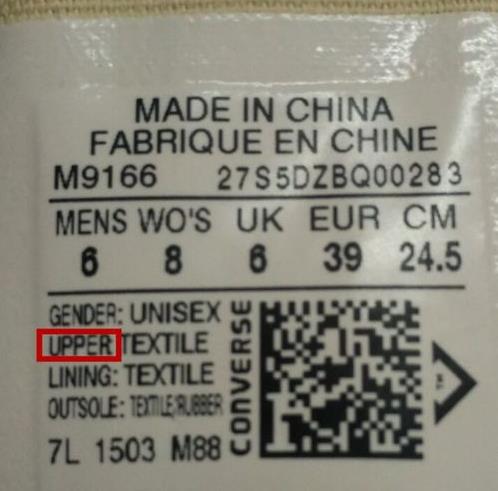 MADE IN CHINA
FABRIQUE EN CHINE
M9166 27S5DZBQ00283
MENS WO'S UK EUR CM
6 8 6 39 24.5
GENDER: UNISEX
UPPER TEXTILE
LINING: TEXTILE
OUTSOLE: TEXTILE/RUBBER
7L 1503 M88
CONVERSE
TM